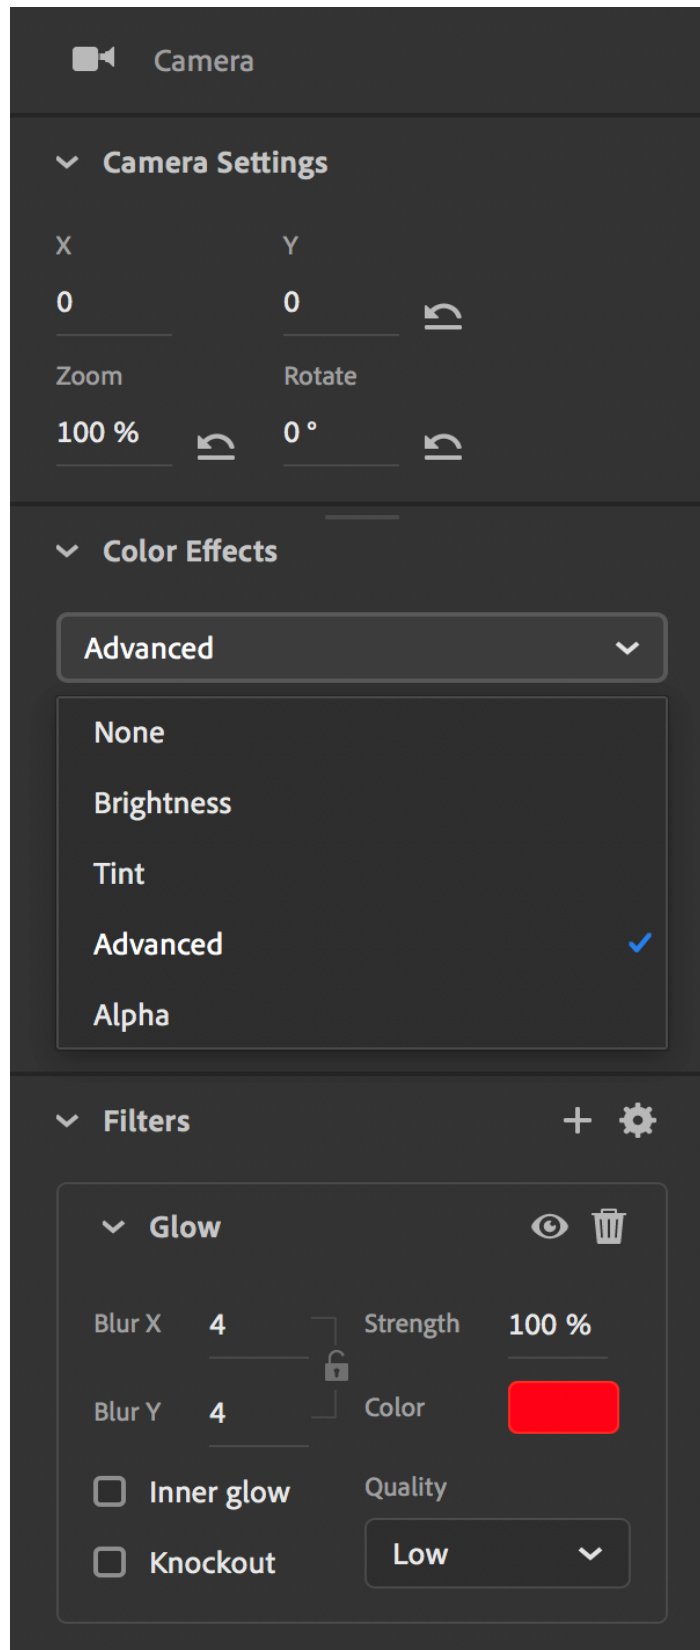 Camera
Camera Settings
X Y
0 0
Zoom Rotate
100 % 0 °
Color Effects
Advanced
None
Brightness
Tint
Advanced
Alpha
Filters
Glow
Blur X 4 Strength 100 %
Blur Y 4 Color
Inner glow Quality
Knockout Low